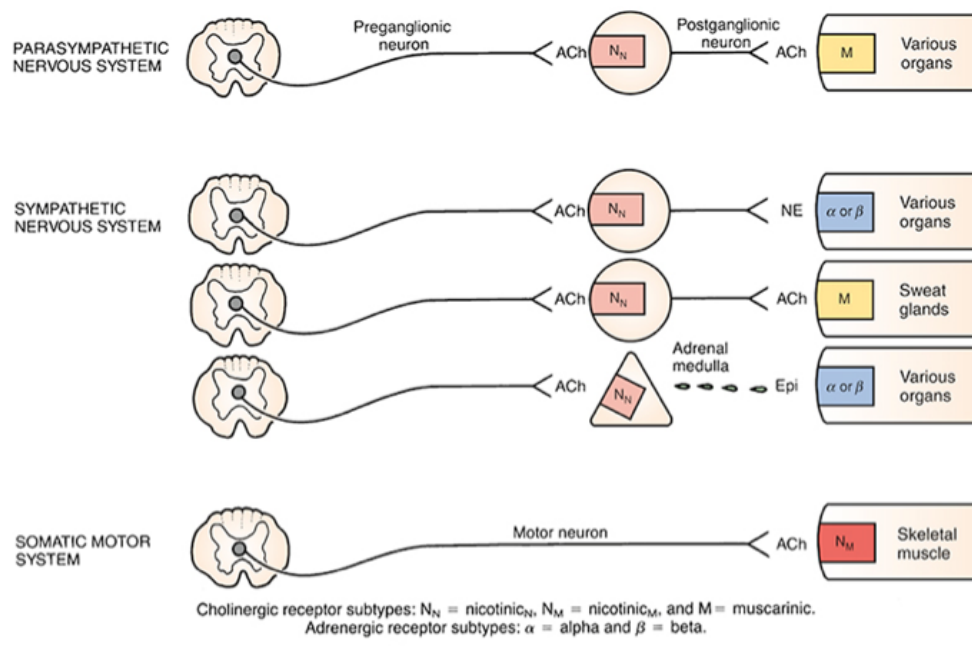 PARASYMPATHETIC
NERVOUS SYSTEM
Preganglionic
neuron
ACh
NN
Postganglionic
neuron
ACh
M
Various
organs
SYMPATHETIC
NERVOUS SYSTEM
ACh
NN
NE
α or β
Various
organs
ACh
NN
ACh
M
Sweat
glands
ACh
NN
Adrenal
medulla
Epi
α or β
Various
organs
SOMATIC MOTOR
SYSTEM
Motor neuron
ACh
NM
Skeletal
muscle
Cholinergic receptor subtypes: NN = nicotinicN, NM = nicotinicM, and M = muscarinic.
Adrenergic receptor subtypes: α = alpha and β = beta.